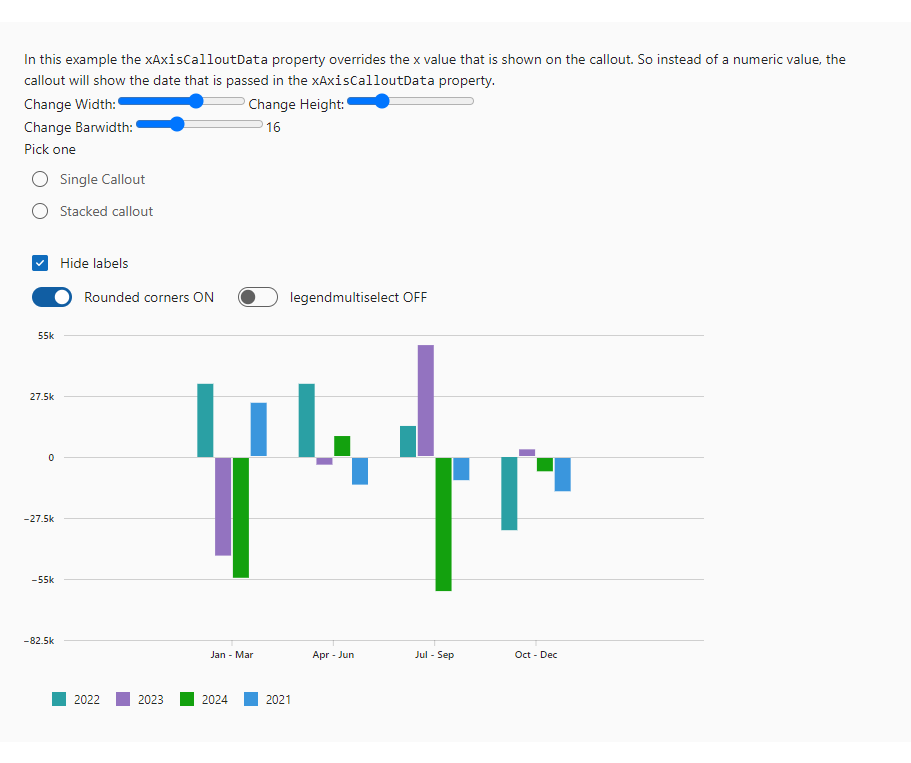 In this example the xAxisCalloutData property overrides the x value that is shown on the callout. So instead of a numeric value, the
callout will show the date that is passed in the xAxisCalloutData property.
Change Width: Change Height:
Change Barwidth: 16
Pick one
Single Callout
Stacked callout
Hide labels
Rounded corners ON legendmultiselect OFF
55k
27.5k
0
−27.5k
−55k
−82.5k
Jan - Mar Apr - Jun Jul - Sep Oct - Dec
2022 2023 2024 2021